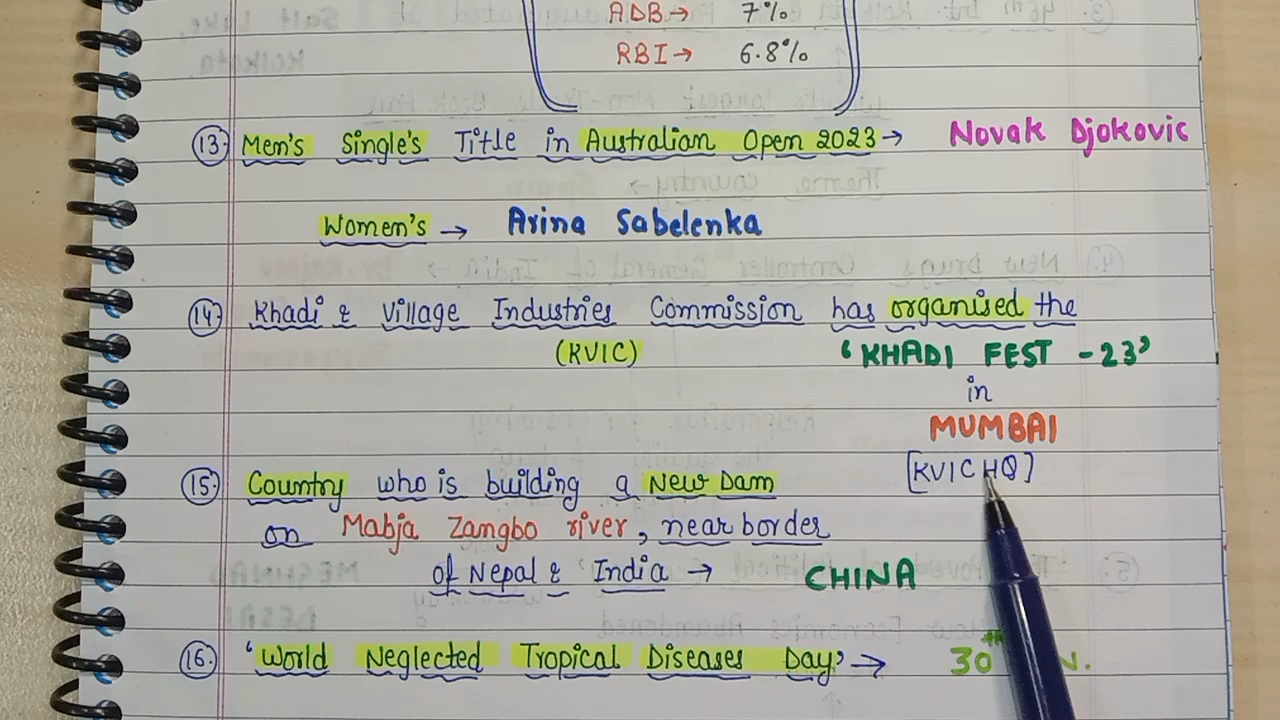 ADB→ 7%
RBI→ 6.8%
13. Men's Single's Title in Australian Open 2023→ Novak Djokovic
Women's → Arina Sabelenka
14. Khadi & Village Industries Commission has organised the
(KVIC) 'KHADI FEST -23'
in
MUMBAI
[KVIC HQ]
15. Country who is building a New Dam
on Mabja Zangbo river, near border
of Nepal & India → CHINA
16. 'World Neglected Tropical Diseases Day' → 30th